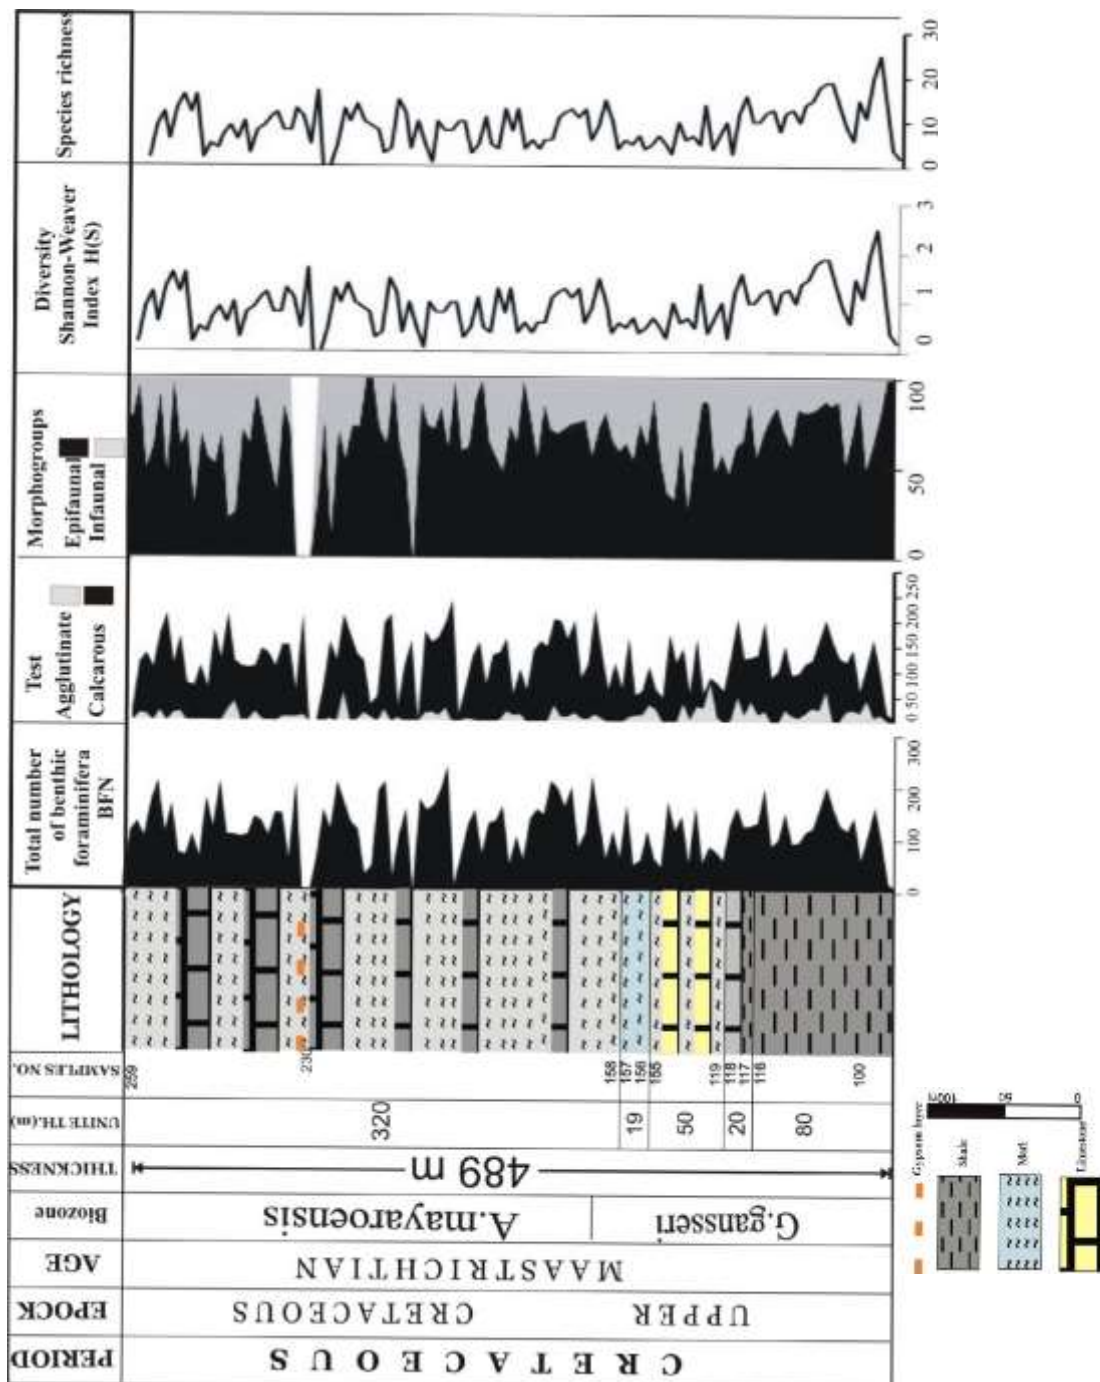 Species richness
30
20
10
0
Diversity
Shannon-Weaver
Index H(S)
3
2
1
0
Morphogroups
Epifaunal
Infaunal
100
50
0
Test
Agglutinate
Calcarous
0 50 100 150 200 250
Total number
of benthic
foraminifera
BFN
300
200
100
0
LITHOLOGY
SAMPLES NO.
259
230
158
157
156
155
119
118
117
116
100
UNITE TH.(m)
320
19
50
20
80
THICKNESS
489 m
Biozone
A.mayaroensis
G.gansseri
AGE
MAASTRICHTIAN
EPOCK
UPPER CRETACEOUS
PERIOD
CRETACEOUS
100m
50
0
Gypsum layer
Shale
Marl
Limestone